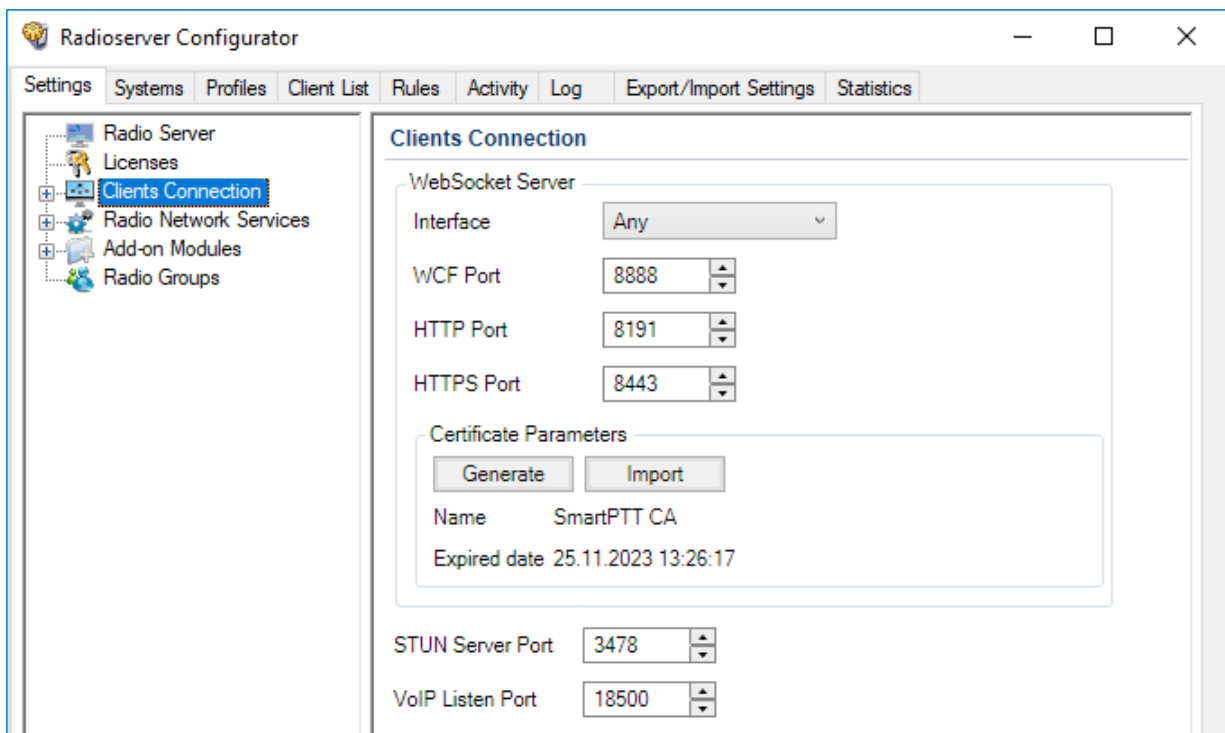 Radioserver Configurator
Settings Systems Profiles Client List Rules Activity Log Export/Import Settings Statistics
Radio Server
Licenses
Clients Connection
Radio Network Services
Add-on Modules
Radio Groups
Clients Connection
WebSocket Server
Interface Any
WCF Port 8888
HTTP Port 8191
HTTPS Port 8443
Certificate Parameters
Generate Import
Name SmartPTT CA
Expired date 25.11.2023 13:26:17
STUN Server Port 3478
VoIP Listen Port 18500